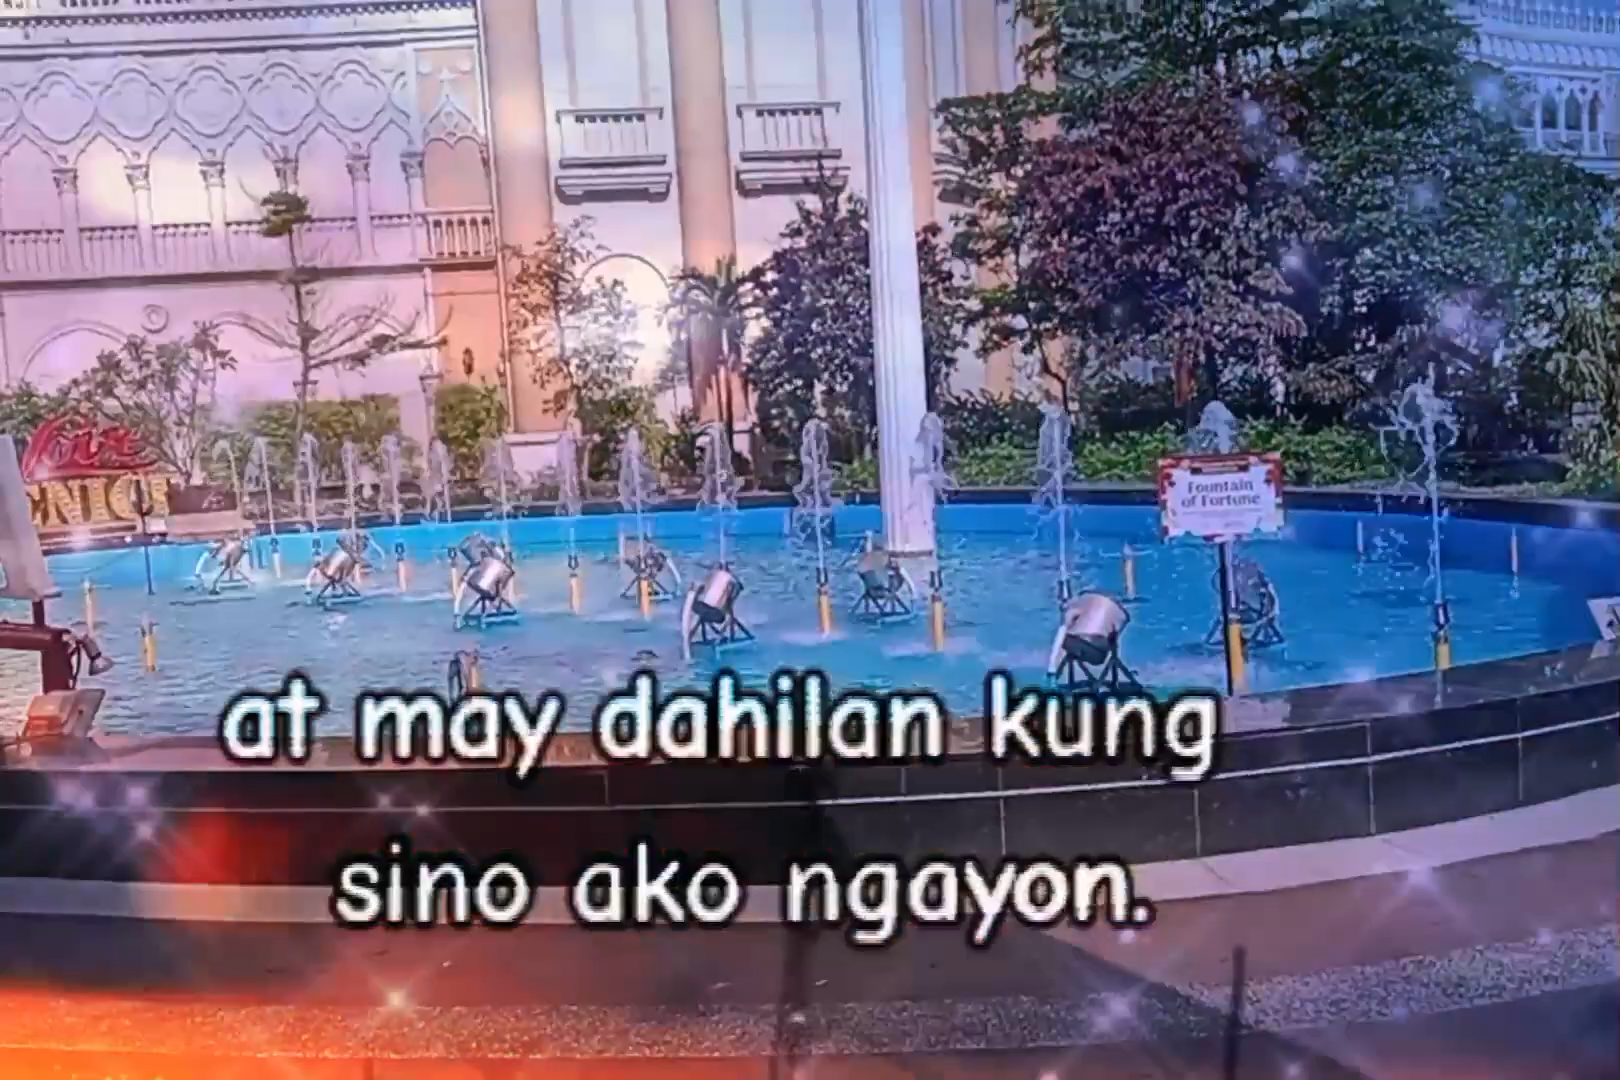 Fountain
of Fortune
at may dahilan kung
sino ako ngayon.